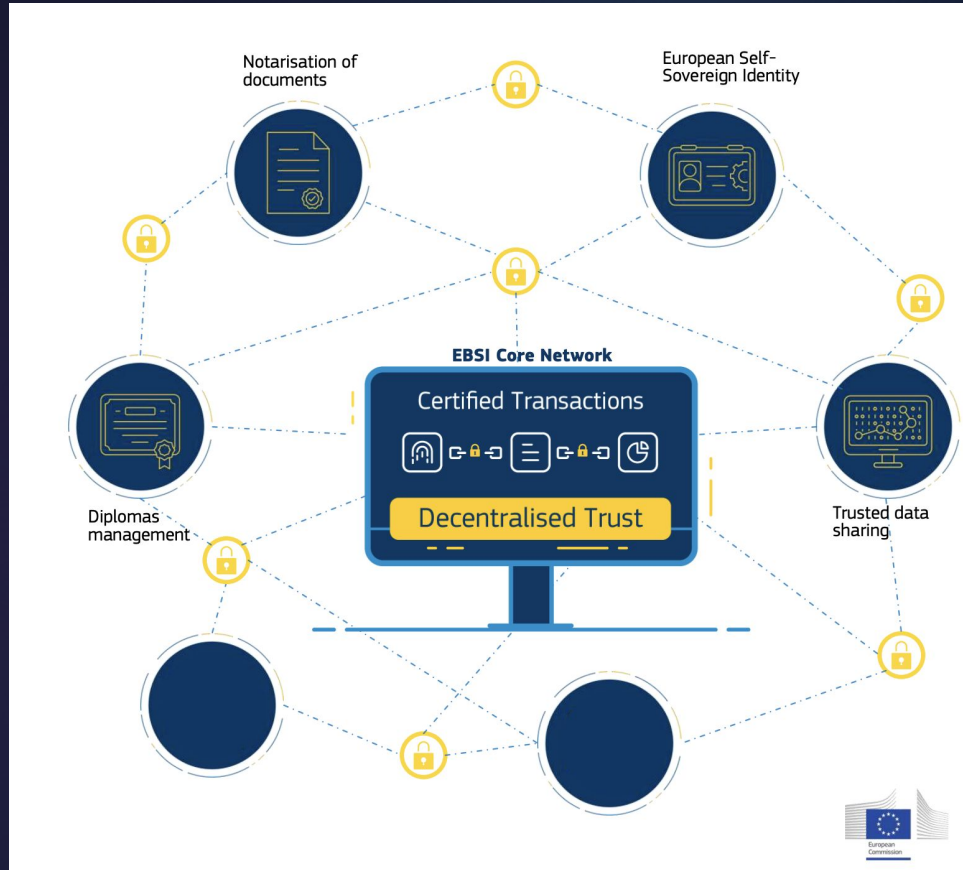 Notarisation of
documents
European Self-
Sovereign Identity
EBSI Core Network
Certified Transactions
Decentralised Trust
Diplomas
management
Trusted data
sharing
European
Commission